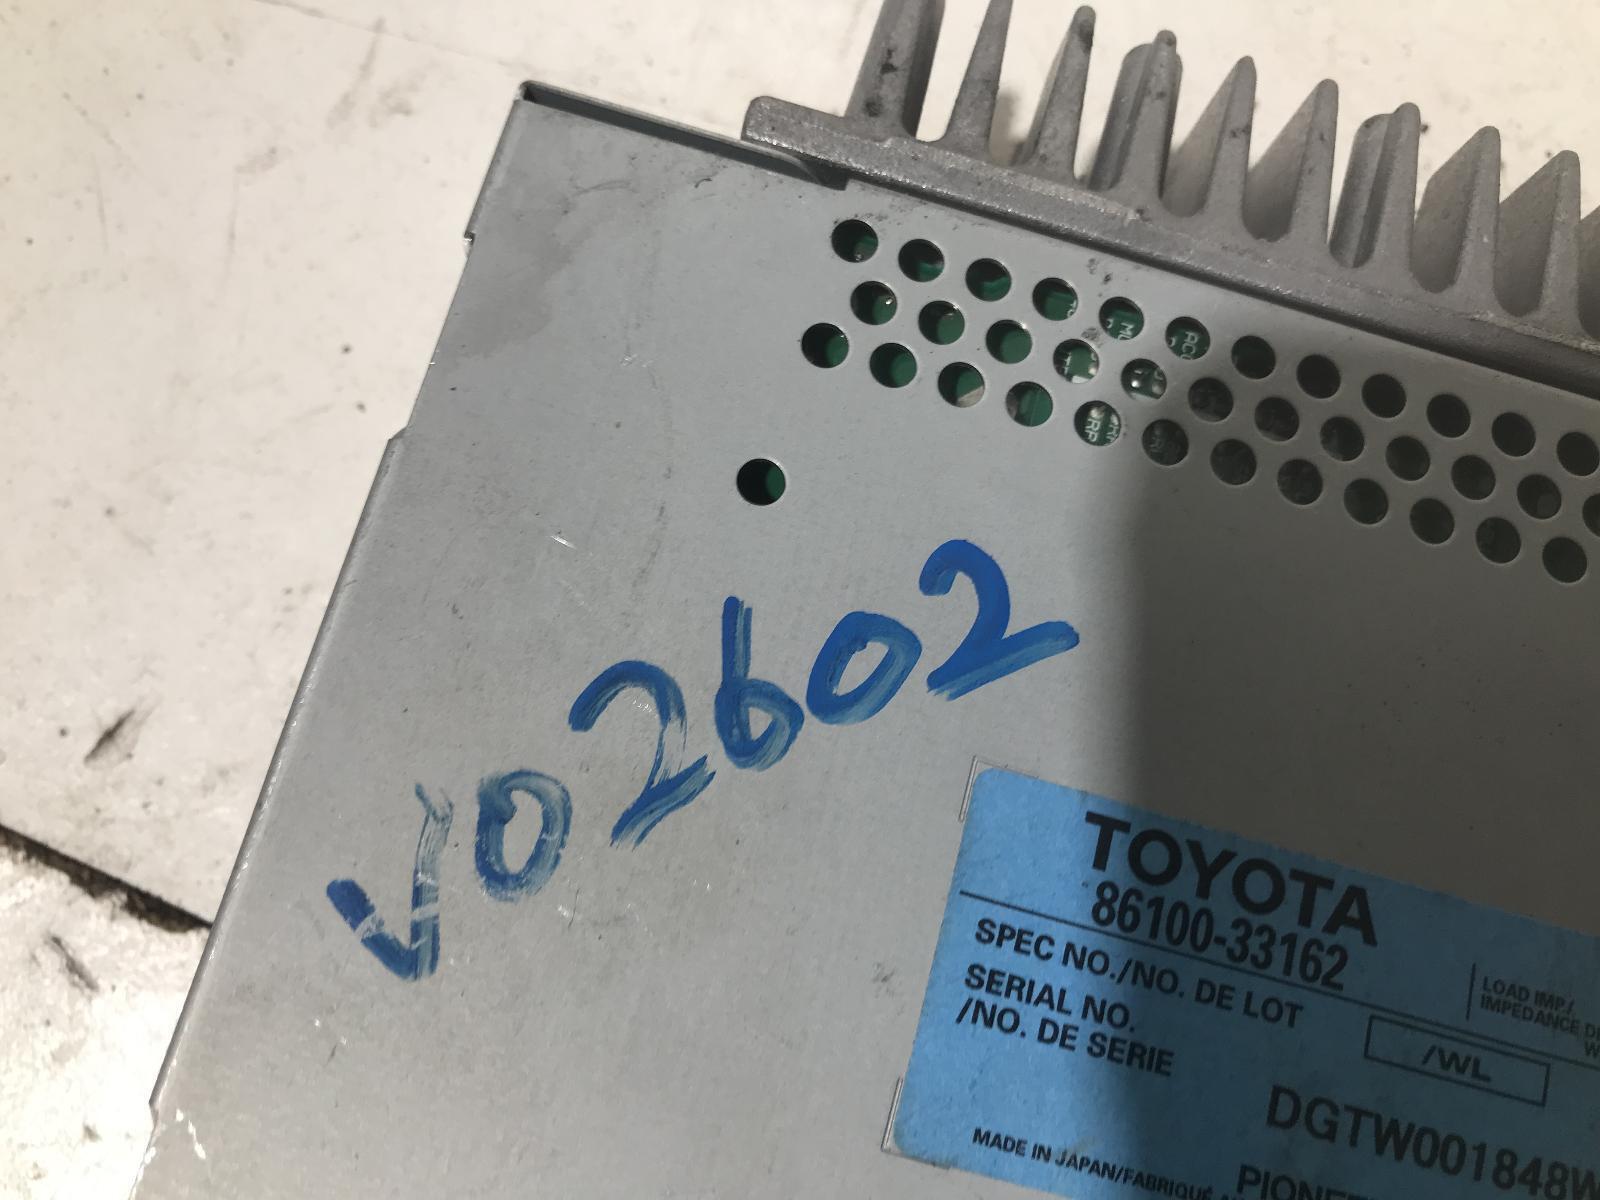 V02602
TOYOTA
86100-33162
SPEC NO./NO. DE LOT
/WL
LOAD IMP./
IMPEDANCE
SERIAL NO.
/NO. DE SERIE
DGTW001848W
MADE IN JAPAN/FABRIQUÉ